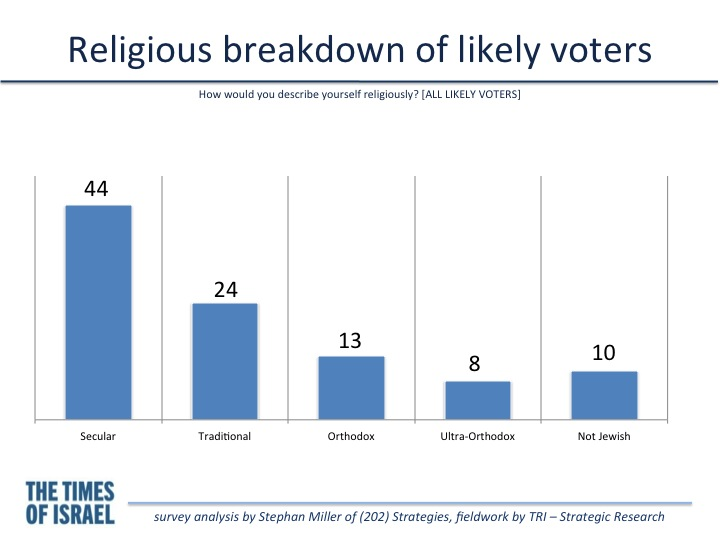 Religious breakdown of likely voters
How would you describe yourself religiously? [ALL LIKELY VOTERS]
44
24
13
8
10
Secular
Traditional
Orthodox
Ultra-Orthodox
Not Jewish
THE TIMES
OF ISRAEL
survey analysis by Stephan Miller of (202) Strategies, fieldwork by TRI – Strategic Research